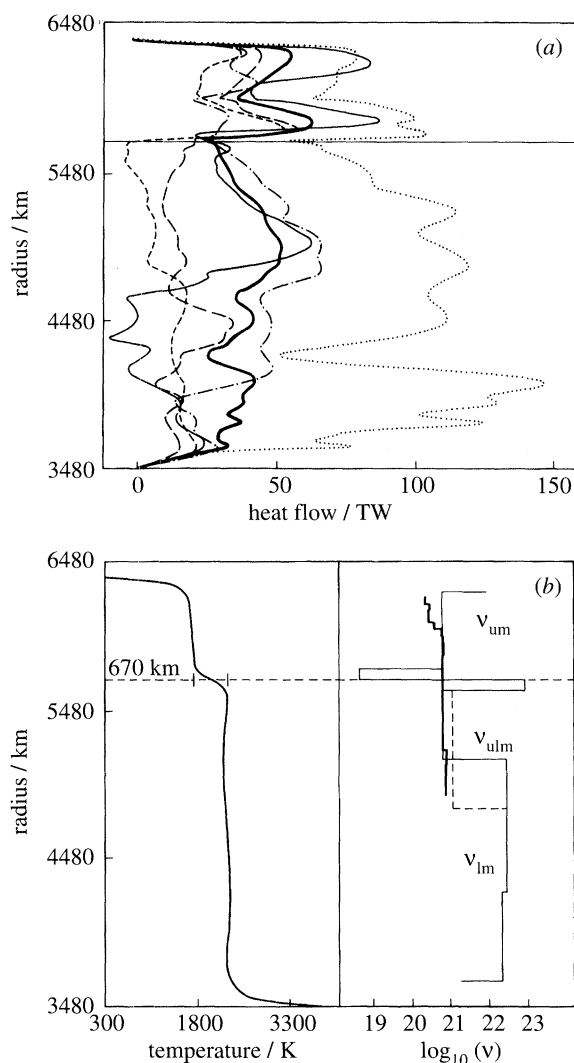 6480
(a)
5480
radius / km
4480
3480
0
50
100
150
heat flow / TW
6480
(b)
ν_um
670 km
5480
ν_ulm
radius / km
4480
ν_lm
3480
300
1800
3300
19
20
21
22
23
temperature / K
log₁₀ (ν)